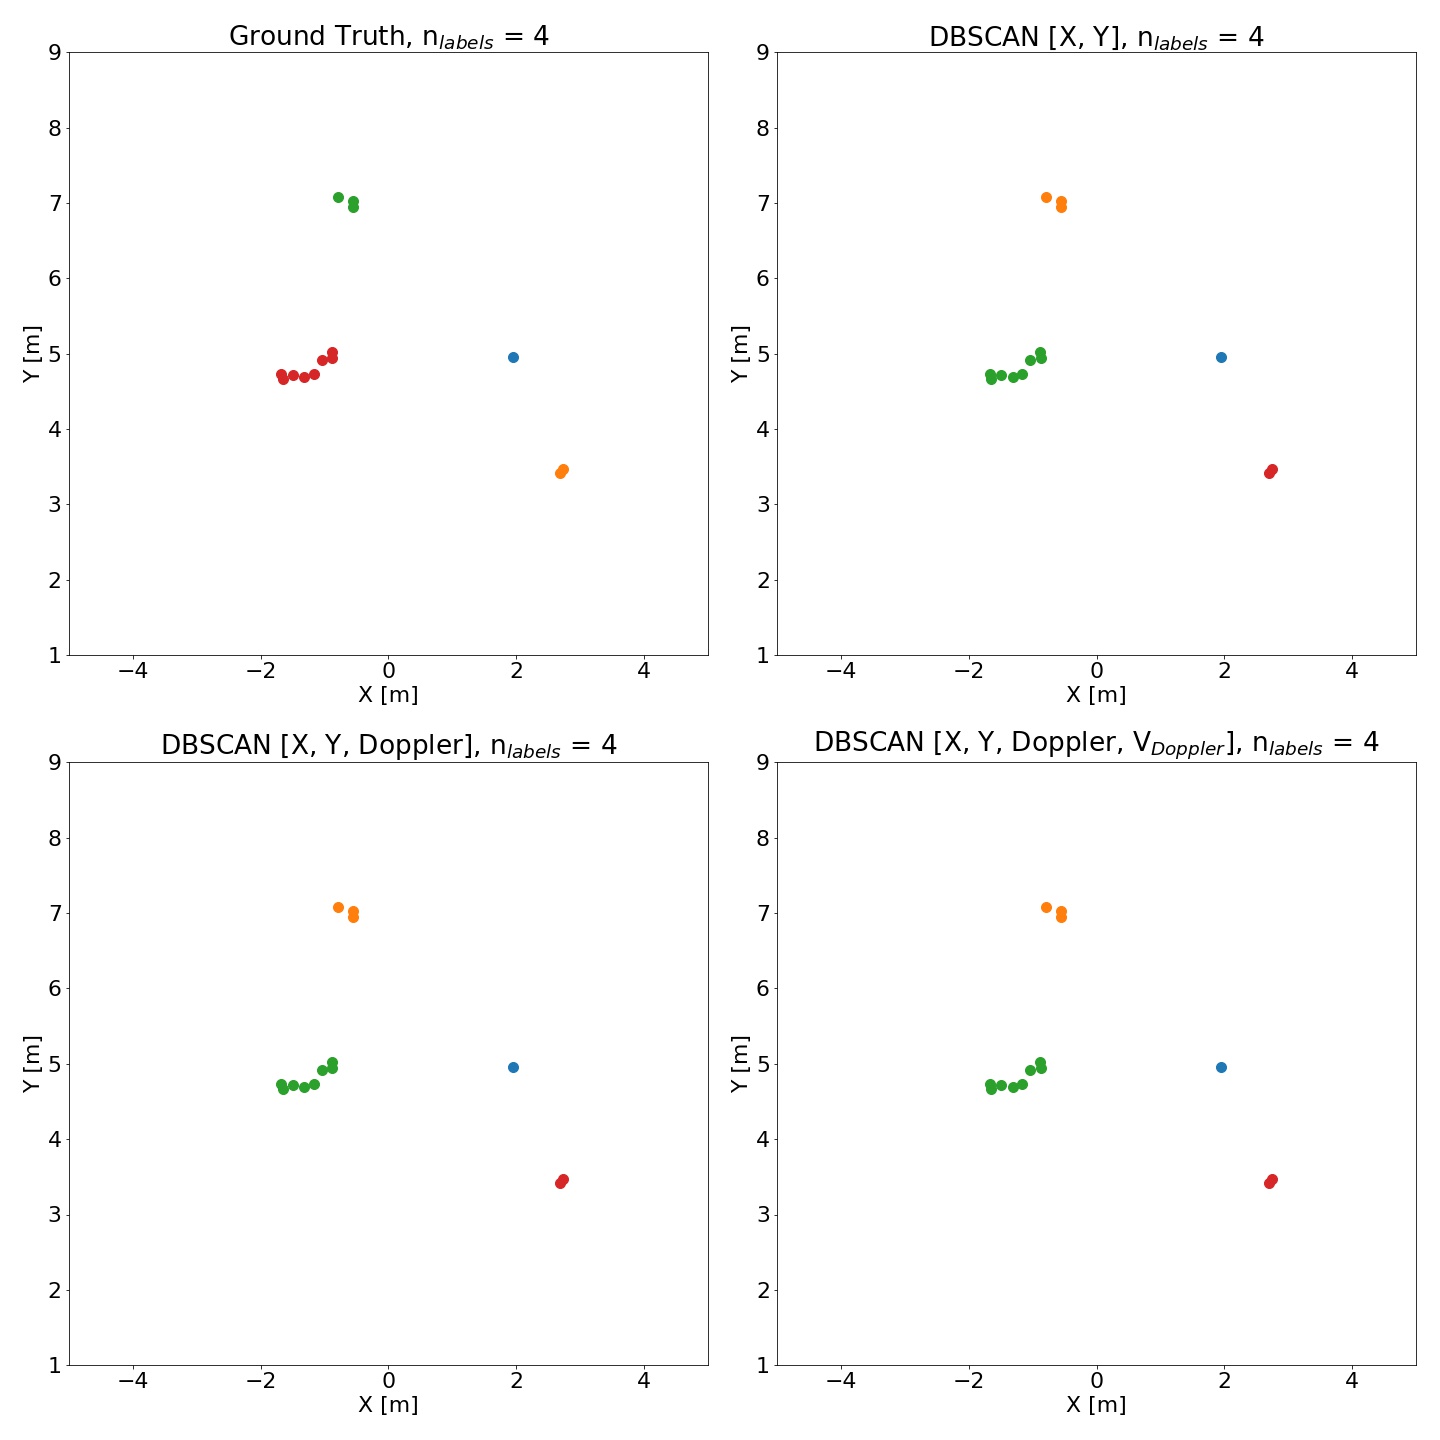 Ground Truth, n_labels = 4
9
8
7
6
5
4
3
2
1
Y [m]
−4 −2 0 2 4
X [m]
DBSCAN [X, Y], n_labels = 4
9
8
7
6
5
4
3
2
1
Y [m]
−4 −2 0 2 4
X [m]
DBSCAN [X, Y, Doppler], n_labels = 4
9
8
7
6
5
4
3
2
1
Y [m]
−4 −2 0 2 4
X [m]
DBSCAN [X, Y, Doppler, V_Doppler], n_labels = 4
9
8
7
6
5
4
3
2
1
Y [m]
−4 −2 0 2 4
X [m]